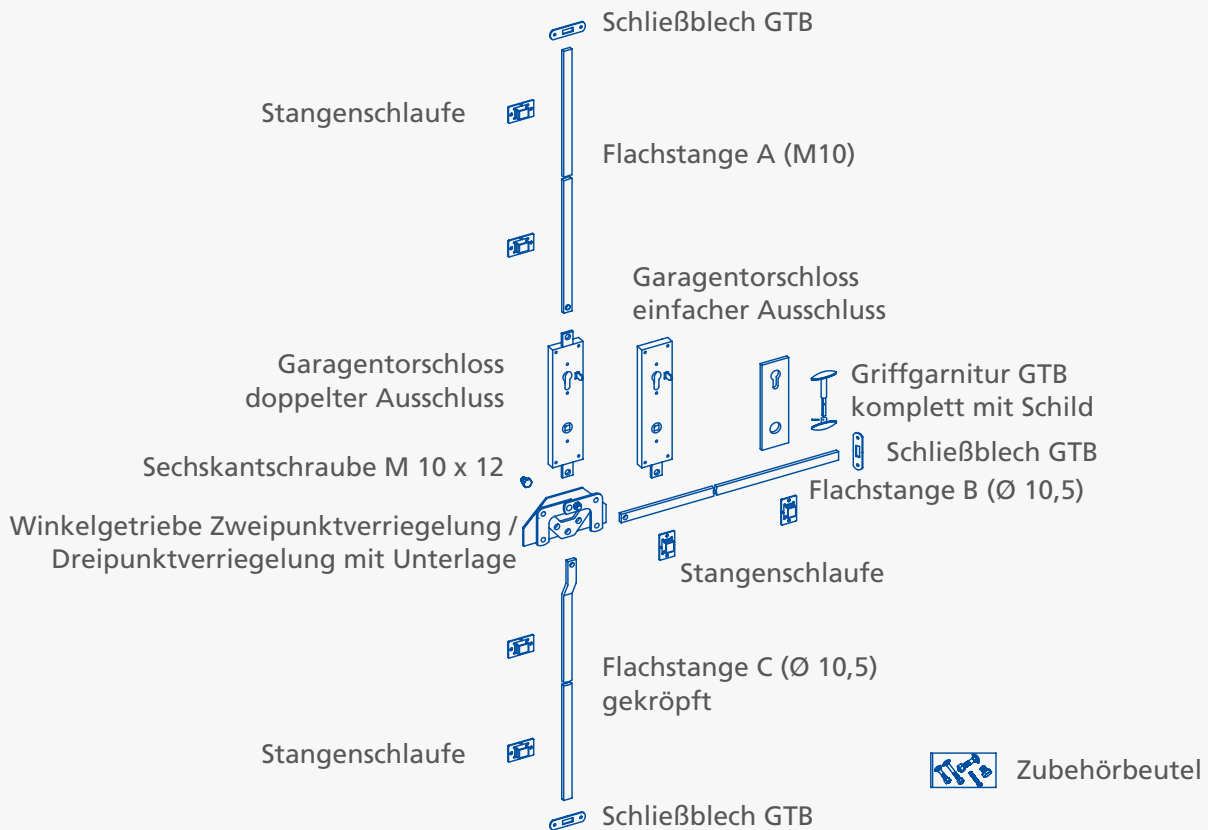 Schließblech GTB
Stangenschlaufe
Flachstange A (M10)
Garagentorschloss
einfacher Ausschluss
Garagentorschloss
doppelter Ausschluss
Griffgarnitur GTB
komplett mit Schild
Schließblech GTB
Sechskantschraube M 10 x 12
Flachstange B (Ø 10,5)
Winkelgetriebe Zweipunktverriegelung /
Dreipunktverriegelung mit Unterlage
Stangenschlaufe
Flachstange C (Ø 10,5)
gekröpft
Stangenschlaufe
Zubehörbeutel
Schließblech GTB